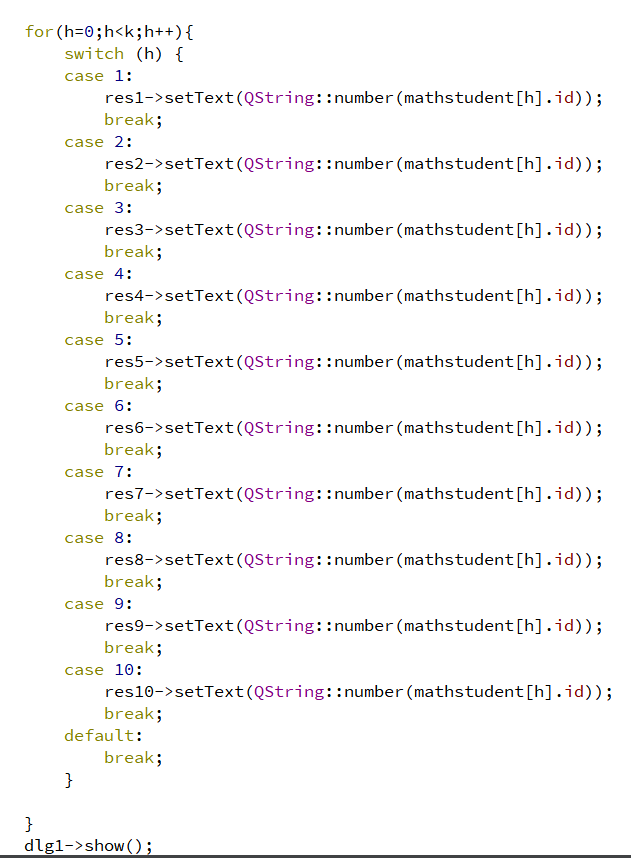 for(h=0;h<k;h++){
    switch (h) {
    case 1:
        res1->setText(QString::number(mathstudent[h].id));
        break;
    case 2:
        res2->setText(QString::number(mathstudent[h].id));
        break;
    case 3:
        res3->setText(QString::number(mathstudent[h].id));
        break;
    case 4:
        res4->setText(QString::number(mathstudent[h].id));
        break;
    case 5:
        res5->setText(QString::number(mathstudent[h].id));
        break;
    case 6:
        res6->setText(QString::number(mathstudent[h].id));
        break;
    case 7:
        res7->setText(QString::number(mathstudent[h].id));
        break;
    case 8:
        res8->setText(QString::number(mathstudent[h].id));
        break;
    case 9:
        res9->setText(QString::number(mathstudent[h].id));
        break;
    case 10:
        res10->setText(QString::number(mathstudent[h].id));
        break;
    default:
        break;
    }

}
dlg1->show();